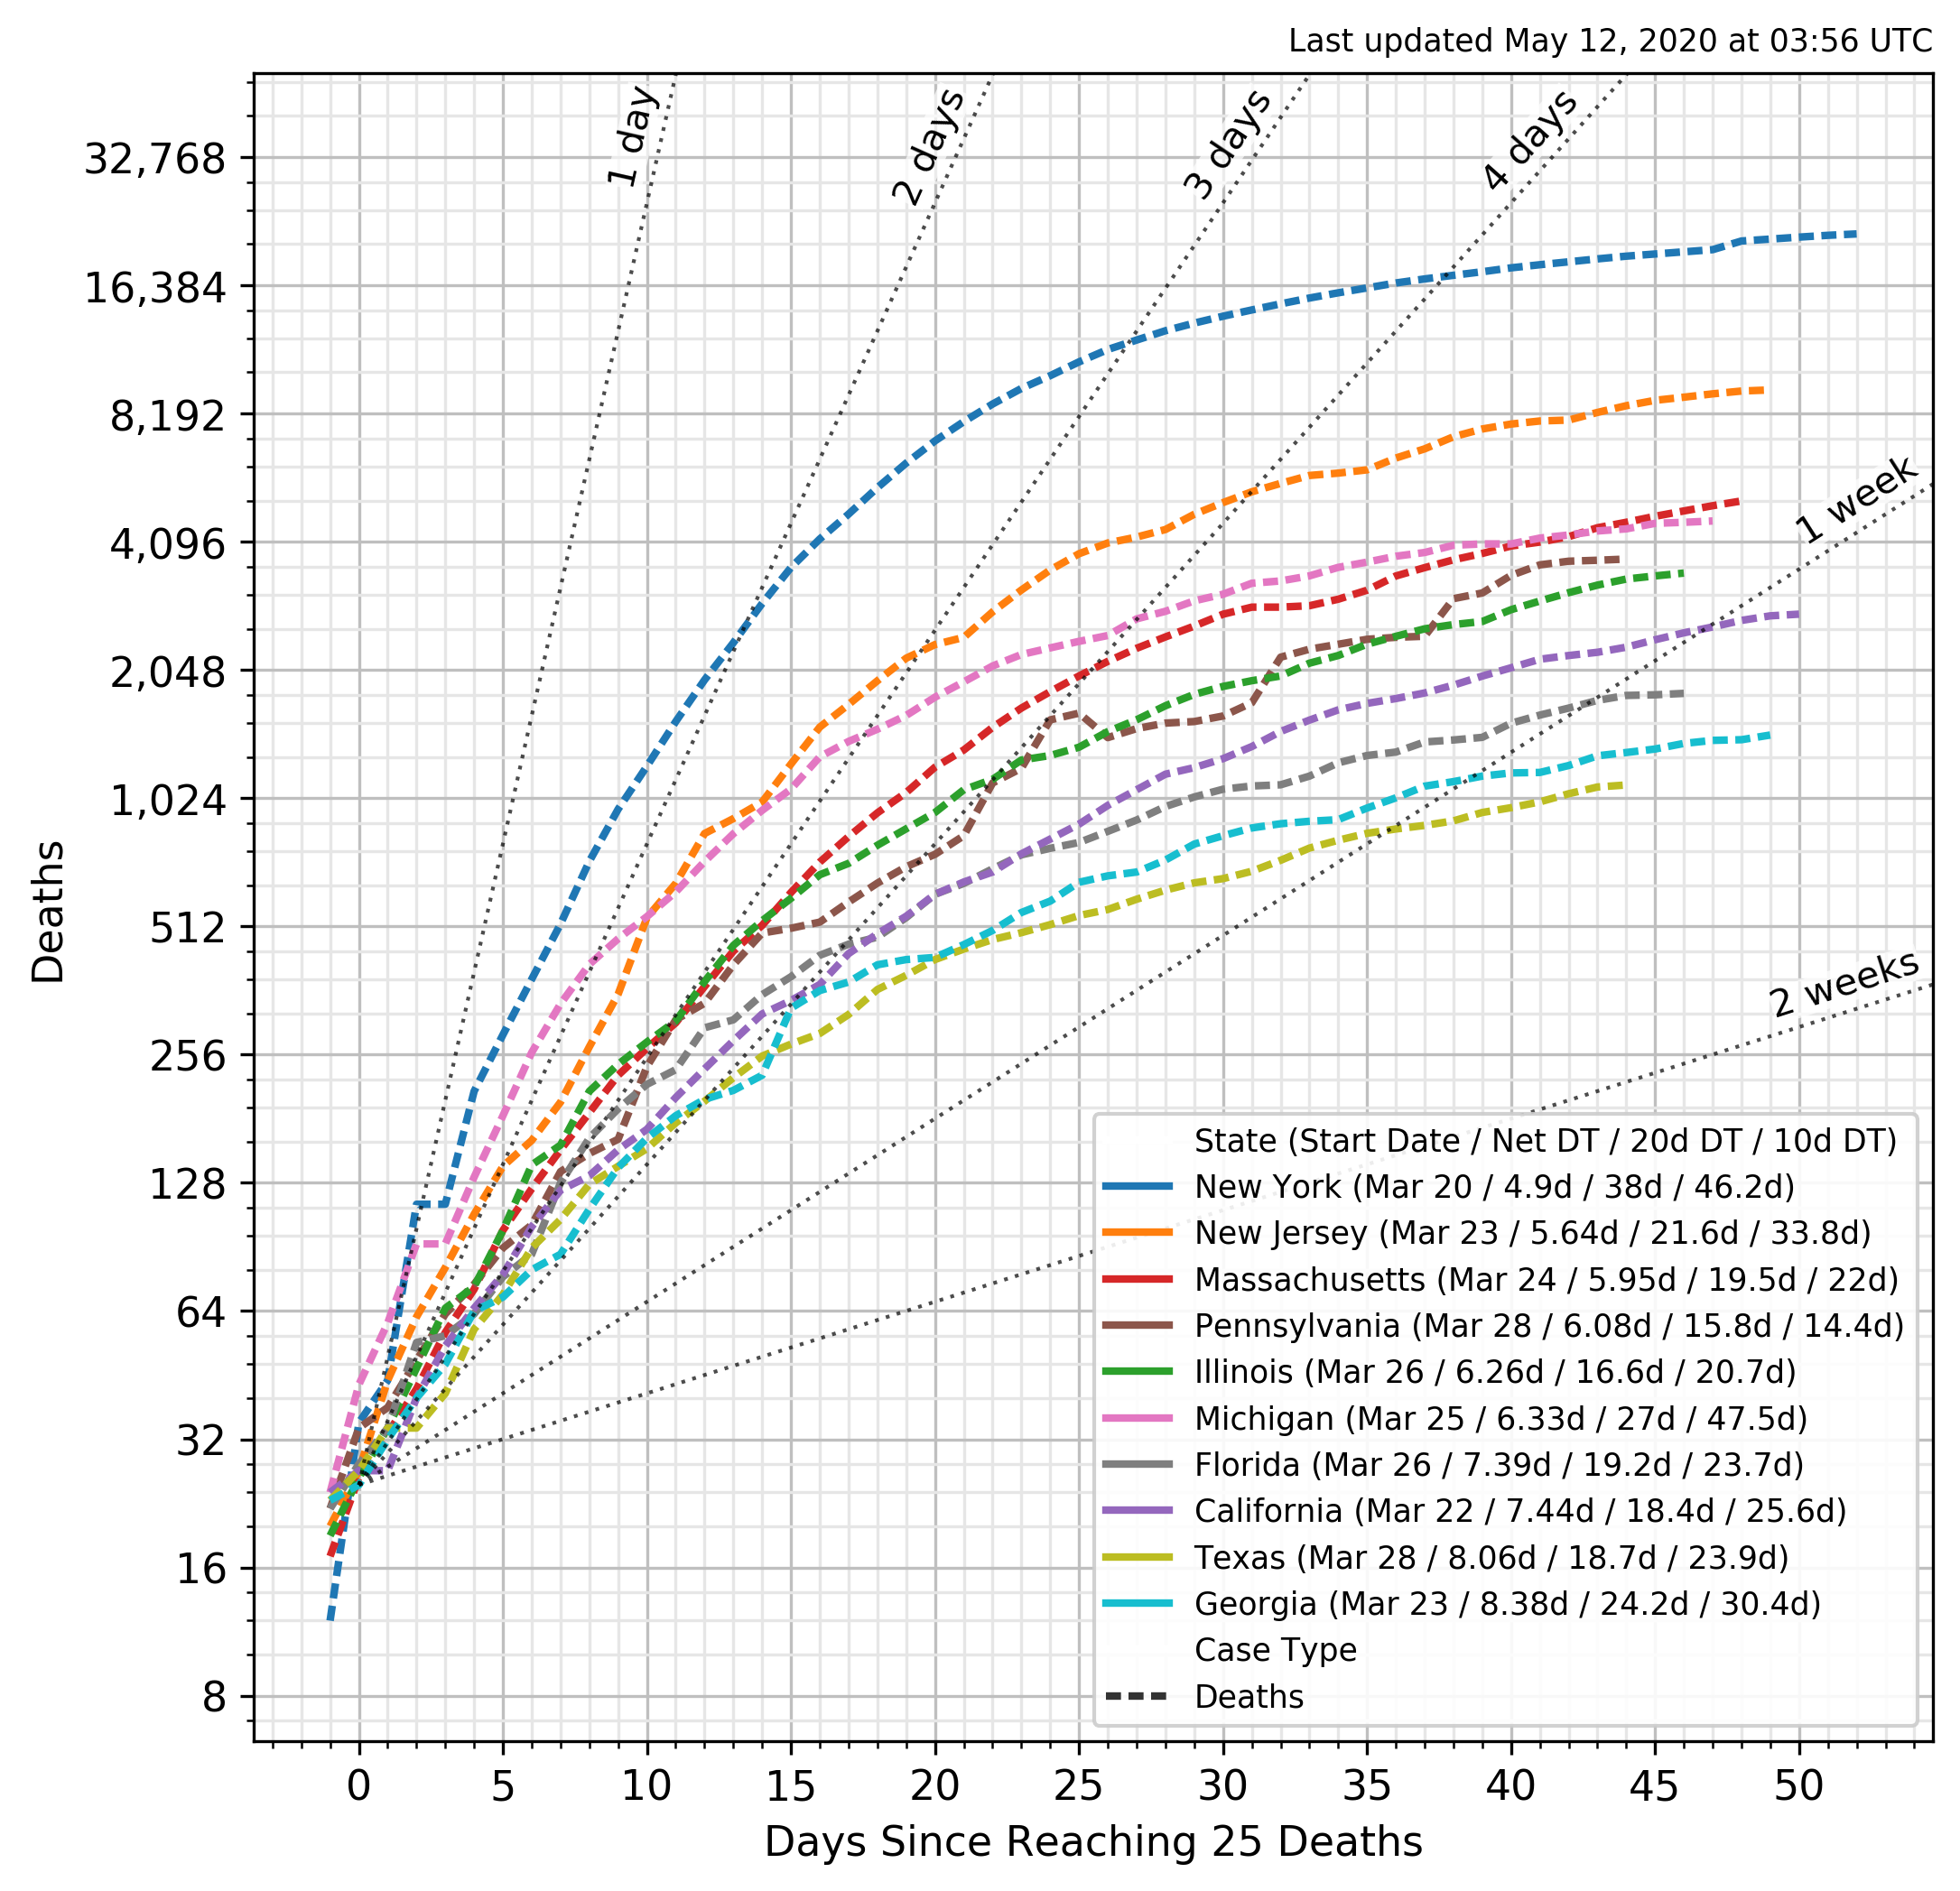 Last updated May 12, 2020 at 03:56 UTC
1 day
2 days
3 days
4 days
1 week
2 weeks
32,768
16,384
8,192
4,096
2,048
1,024
512
256
128
64
32
16
8
Deaths
State (Start Date / Net DT / 20d DT / 10d DT)
New York (Mar 20 / 4.9d / 38d / 46.2d)
New Jersey (Mar 23 / 5.64d / 21.6d / 33.8d)
Massachusetts (Mar 24 / 5.95d / 19.5d / 22d)
Pennsylvania (Mar 28 / 6.08d / 15.8d / 14.4d)
Illinois (Mar 26 / 6.26d / 16.6d / 20.7d)
Michigan (Mar 25 / 6.33d / 27d / 47.5d)
Florida (Mar 26 / 7.39d / 19.2d / 23.7d)
California (Mar 22 / 7.44d / 18.4d / 25.6d)
Texas (Mar 28 / 8.06d / 18.7d / 23.9d)
Georgia (Mar 23 / 8.38d / 24.2d / 30.4d)
Case Type
Deaths
0 5 10 15 20 25 30 35 40 45 50
Days Since Reaching 25 Deaths